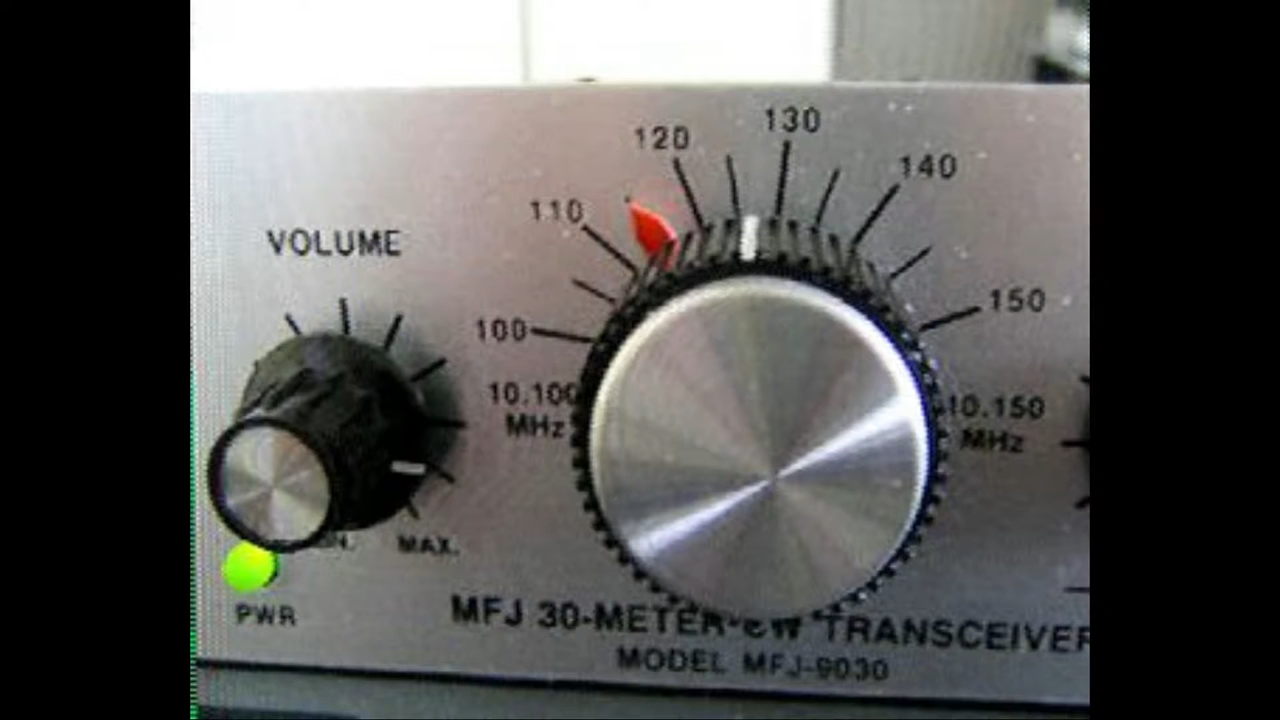 130
120
140
110
VOLUME
150
100
10.100
MHz
10.150
MHz
MAX.
PWR
MFJ 30-METER CW TRANSCEIVER
MODEL MFJ-9030